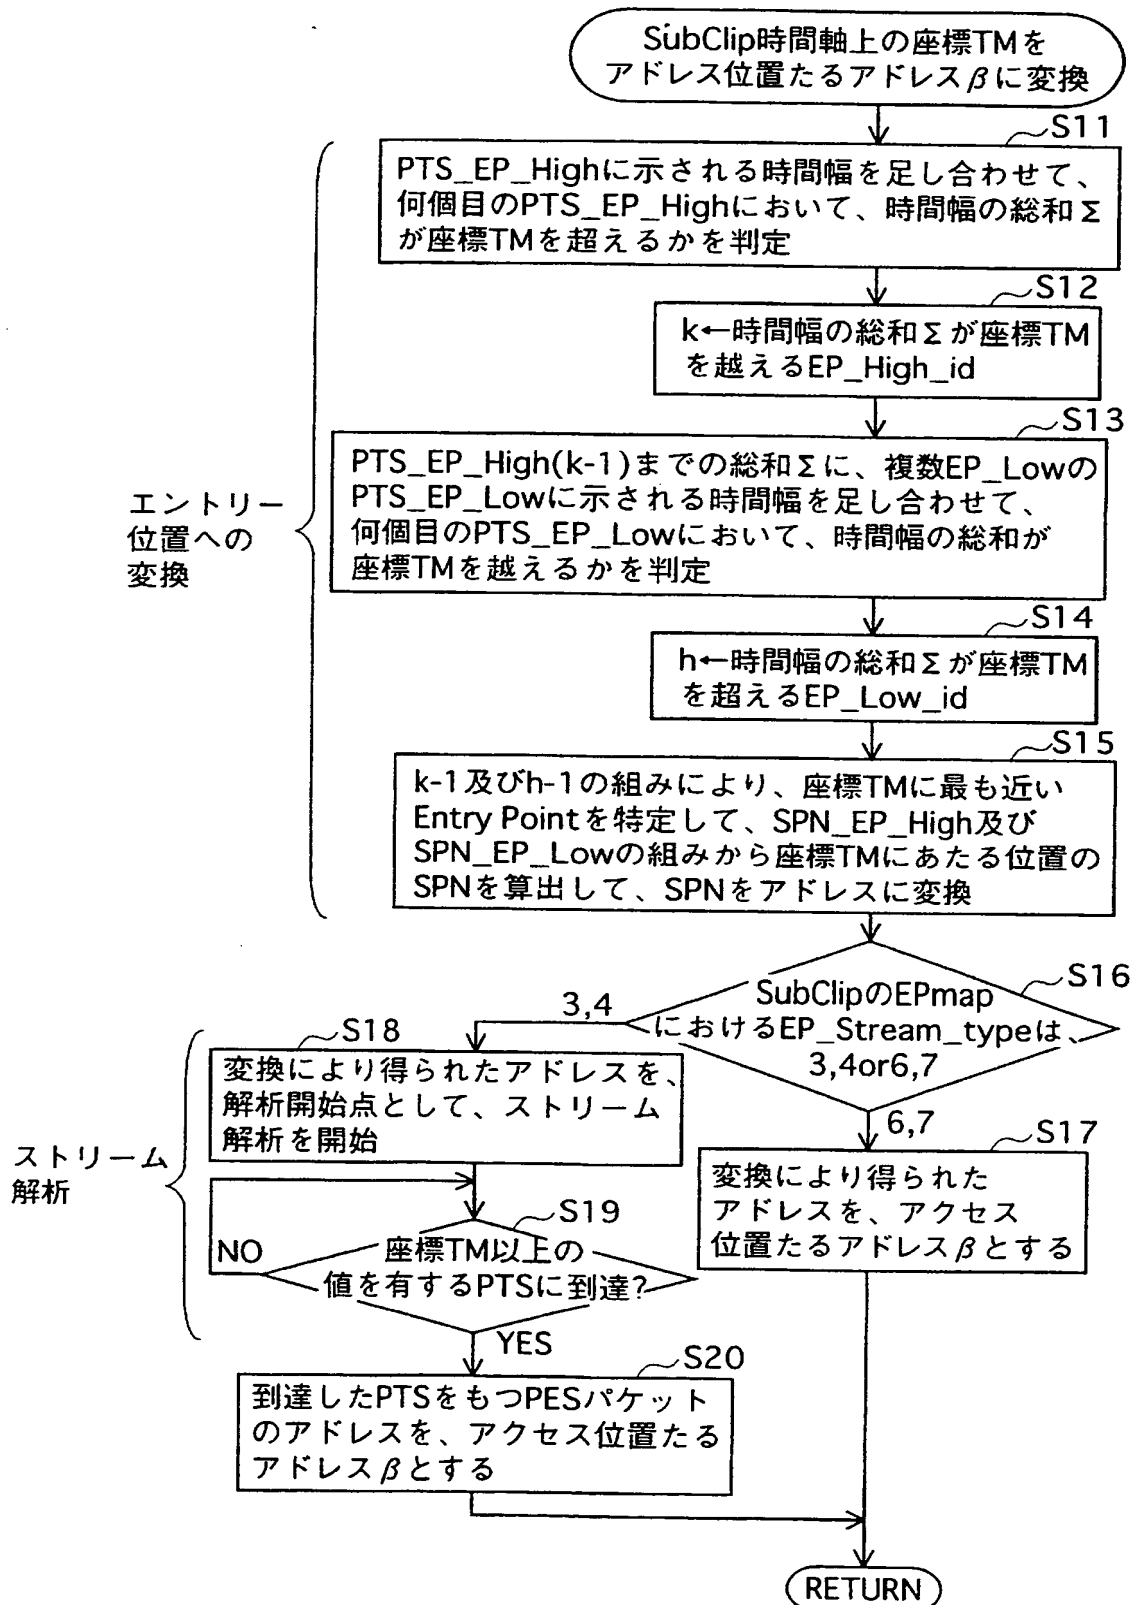 SubClip時間軸上の座標TMを
アドレス位置たるアドレスβに変換
S11
PTS_EP_Highに示される時間幅を足し合わせて、
何個目のPTS_EP_Highにおいて、時間幅の総和Σ
が座標TMを超えるかを判定
S12
k←時間幅の総和Σが座標TM
を越えるEP_High_id
S13
PTS_EP_High(k-1)までの総和Σに、複数EP_Lowの
PTS_EP_Lowに示される時間幅を足し合わせて、
何個目のPTS_EP_Lowにおいて、時間幅の総和が
座標TMを越えるかを判定
エントリー
位置への
変換
S14
h←時間幅の総和Σが座標TM
を超えるEP_Low_id
S15
k-1及びh-1の組みにより、座標TMに最も近い
Entry Pointを特定して、SPN_EP_High及び
SPN_EP_Lowの組みから座標TMにあたる位置の
SPNを算出して、SPNをアドレスに変換
S16
SubClipのEPmap
におけるEP_Stream_typeは、
3,4or6,7
3,4
6,7
S18
変換により得られたアドレスを、
解析開始点として、ストリーム
解析を開始
ストリーム
解析
S17
変換により得られた
アドレスを、アクセス
位置たるアドレスβとする
S19
座標TM以上の
値を有するPTSに到達?
NO
YES
S20
到達したPTSをもつPESパケット
のアドレスを、アクセス位置たる
アドレスβとする
RETURN